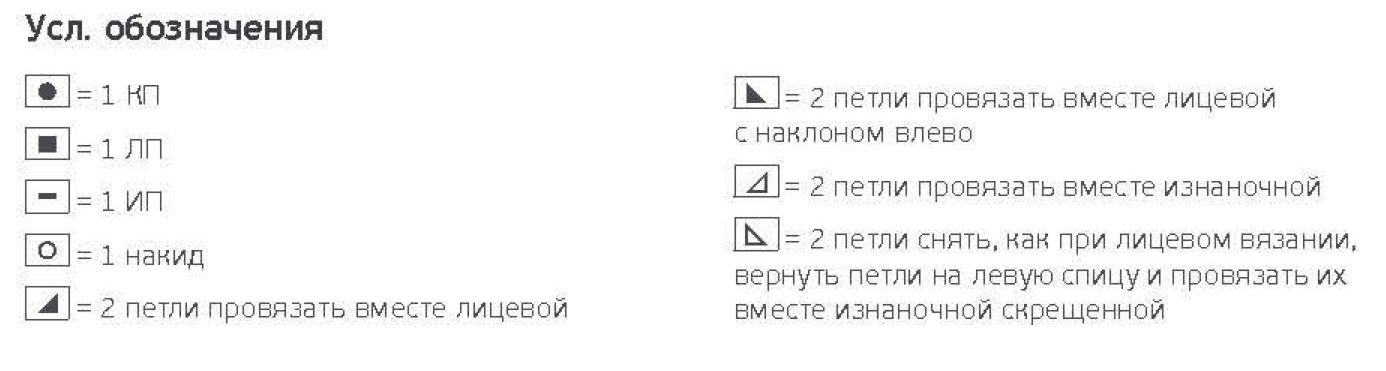 Усл. обозначения
● = 1 КП
■ = 1 ЛП
− = 1 ИП
○ = 1 накид
◢ = 2 петли провязать вместе лицевой
◣ = 2 петли провязать вместе лицевой
с наклоном влево
⊿ = 2 петли провязать вместе изнаночной
◺ = 2 петли снять, как при лицевом вязании,
вернуть петли на левую спицу и провязать их
вместе изнаночной скрещенной